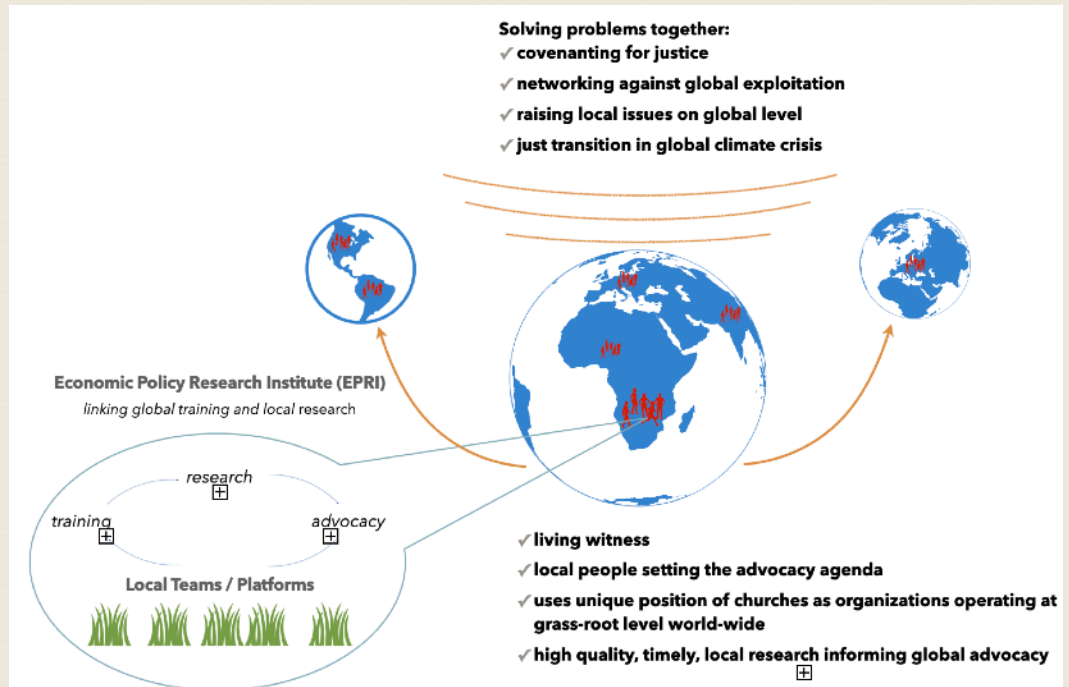 Solving problems together:
✓ covenanting for justice
✓ networking against global exploitation
✓ raising local issues on global level
✓ just transition in global climate crisis
Economic Policy Research Institute (EPRI)
linking global training and local research
research
training
advocacy
Local Teams / Platforms
✓ living witness
✓ local people setting the advocacy agenda
✓ uses unique position of churches as organizations operating at
grass-root level world-wide
✓ high quality, timely, local research informing global advocacy